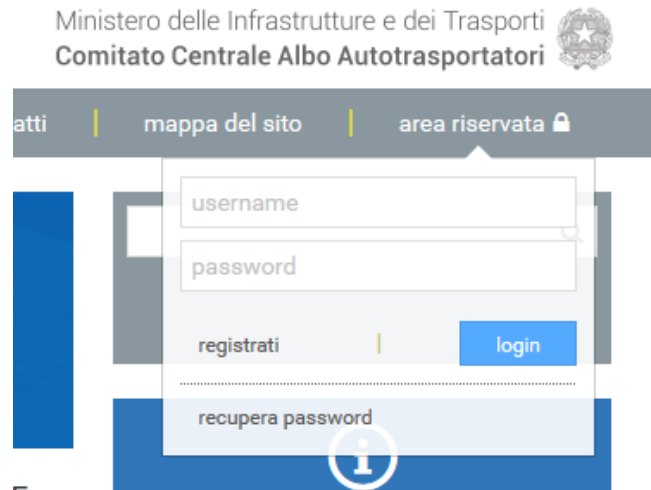 Ministero delle Infrastrutture e dei Trasporti
Comitato Centrale Albo Autotrasportatori
atti | mappa del sito | area riservata
username
password
registrati | login
recupera password